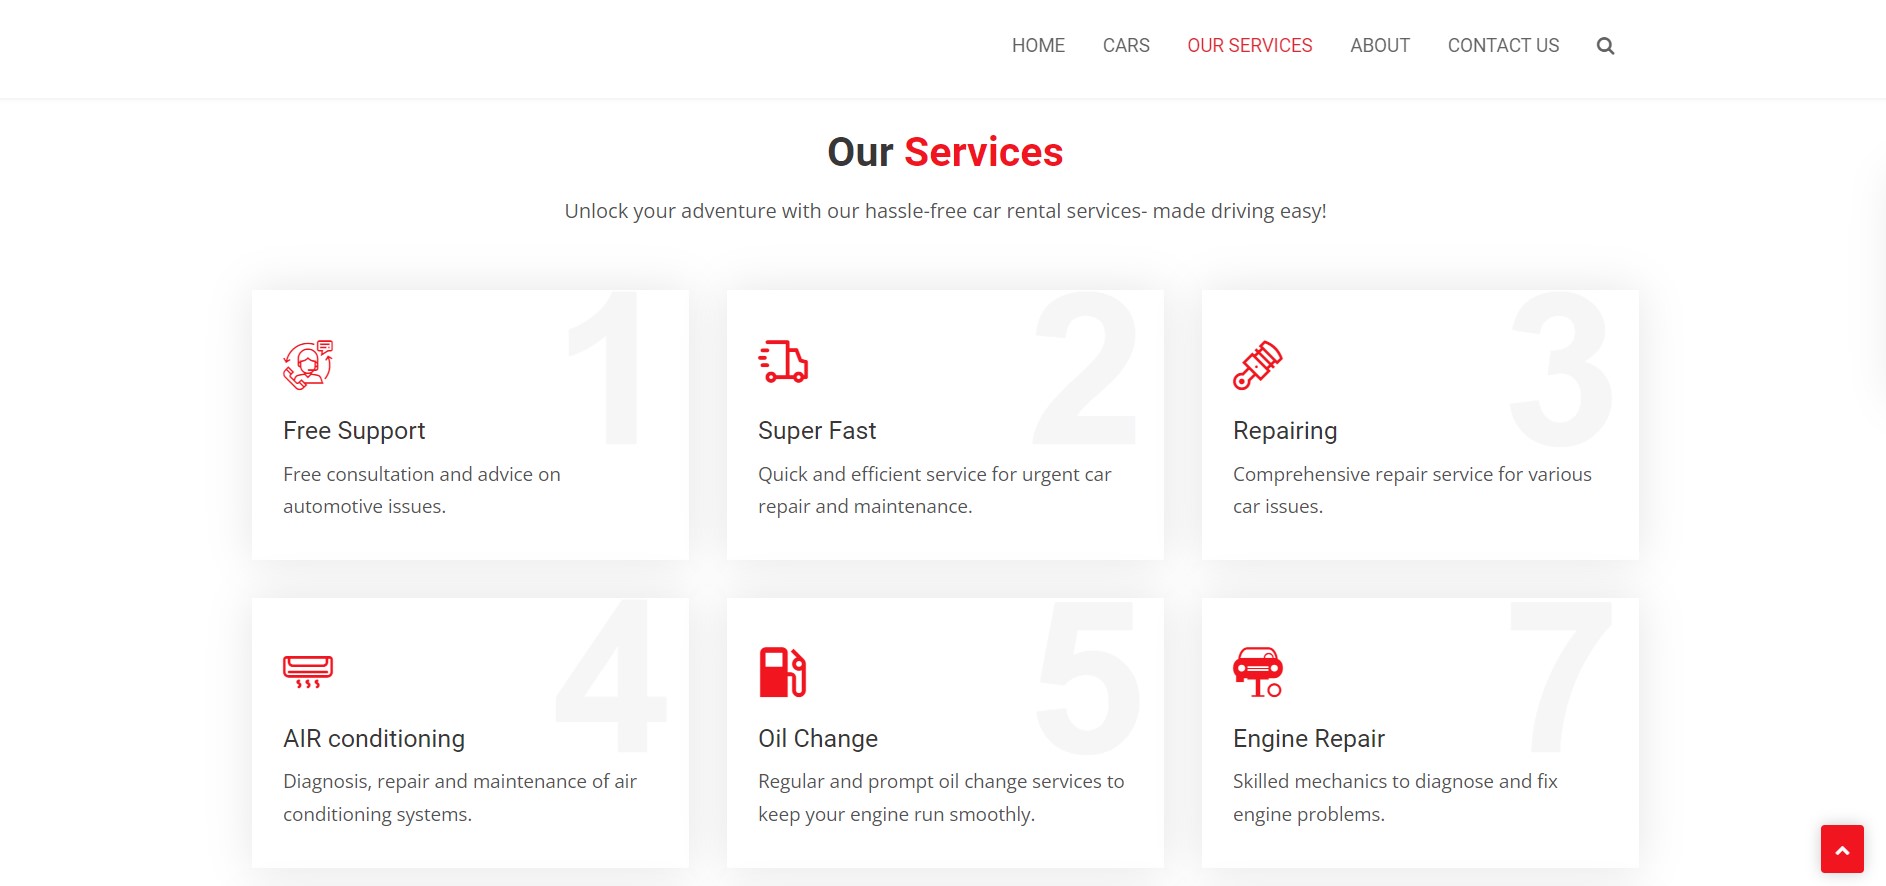 HOME CARS OUR SERVICES ABOUT CONTACT US
Our Services
Unlock your adventure with our hassle-free car rental services- made driving easy!
1
Free Support
Free consultation and advice on
automotive issues.
2
Super Fast
Quick and efficient service for urgent car
repair and maintenance.
3
Repairing
Comprehensive repair service for various
car issues.
4
AIR conditioning
Diagnosis, repair and maintenance of air
conditioning systems.
5
Oil Change
Regular and prompt oil change services to
keep your engine run smoothly.
7
Engine Repair
Skilled mechanics to diagnose and fix
engine problems.